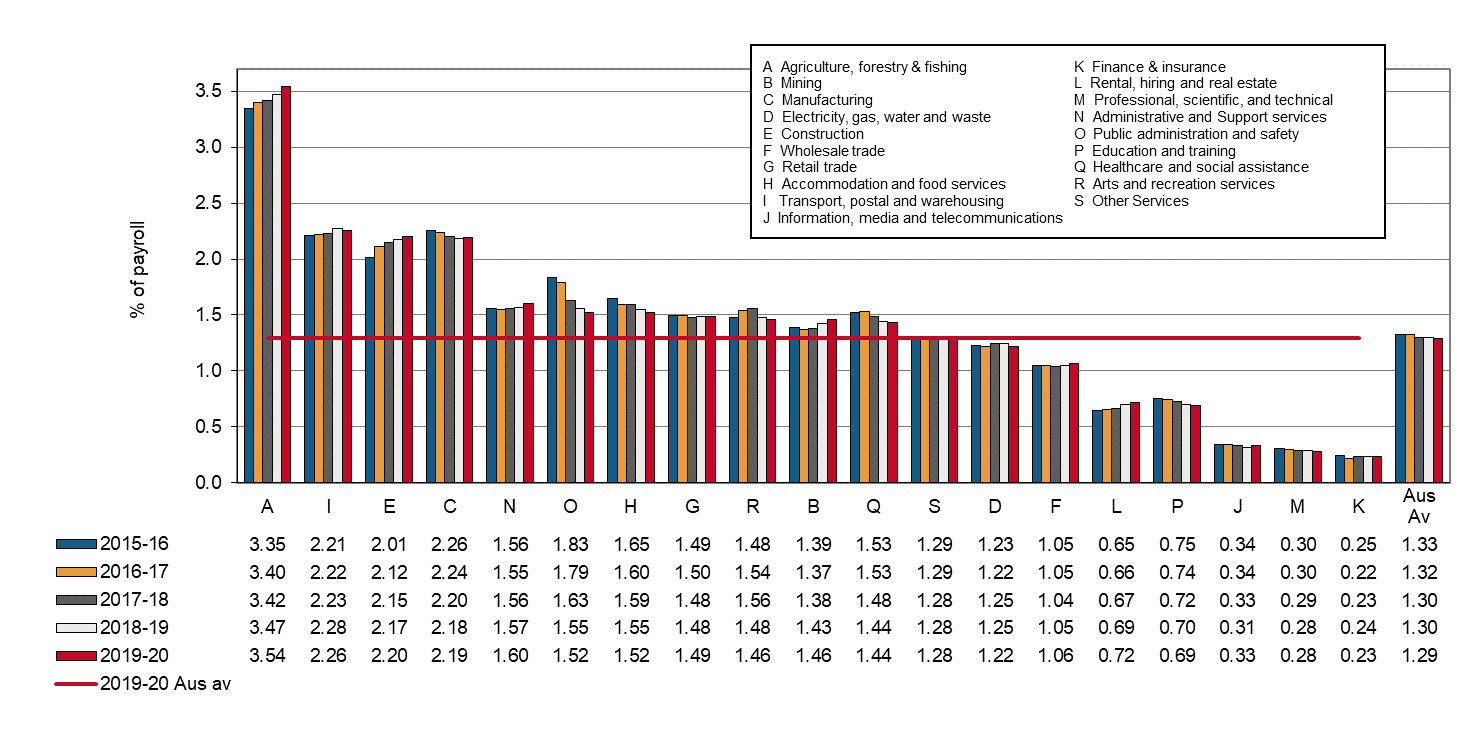 A Agriculture, forestry & fishing
B Mining
C Manufacturing
D Electricity, gas, water and waste
E Construction
F Wholesale trade
G Retail trade
H Accommodation and food services
I Transport, postal and warehousing
J Information, media and telecommunications
K Finance & insurance
L Rental, hiring and real estate
M Professional, scientific, and technical
N Administrative and Support services
O Public administration and safety
P Education and training
Q Healthcare and social assistance
R Arts and recreation services
S Other Services
% of payroll
3.5
3.0
2.5
2.0
1.5
1.0
0.5
0.0
A I E C N O H G R B Q S D F L P J M K Aus Av
2015-16 3.35 2.21 2.01 2.26 1.56 1.83 1.65 1.49 1.48 1.39 1.53 1.29 1.23 1.05 0.65 0.75 0.34 0.30 0.25 1.33
2016-17 3.40 2.22 2.12 2.24 1.55 1.79 1.60 1.50 1.54 1.37 1.53 1.29 1.22 1.05 0.66 0.74 0.34 0.30 0.22 1.32
2017-18 3.42 2.23 2.15 2.20 1.56 1.63 1.59 1.48 1.56 1.38 1.48 1.28 1.25 1.04 0.67 0.72 0.33 0.29 0.23 1.30
2018-19 3.47 2.28 2.17 2.18 1.57 1.55 1.55 1.48 1.48 1.43 1.44 1.28 1.25 1.05 0.69 0.70 0.31 0.28 0.24 1.30
2019-20 3.54 2.26 2.20 2.19 1.60 1.52 1.52 1.49 1.46 1.46 1.44 1.28 1.22 1.06 0.72 0.69 0.33 0.28 0.23 1.29
2019-20 Aus av